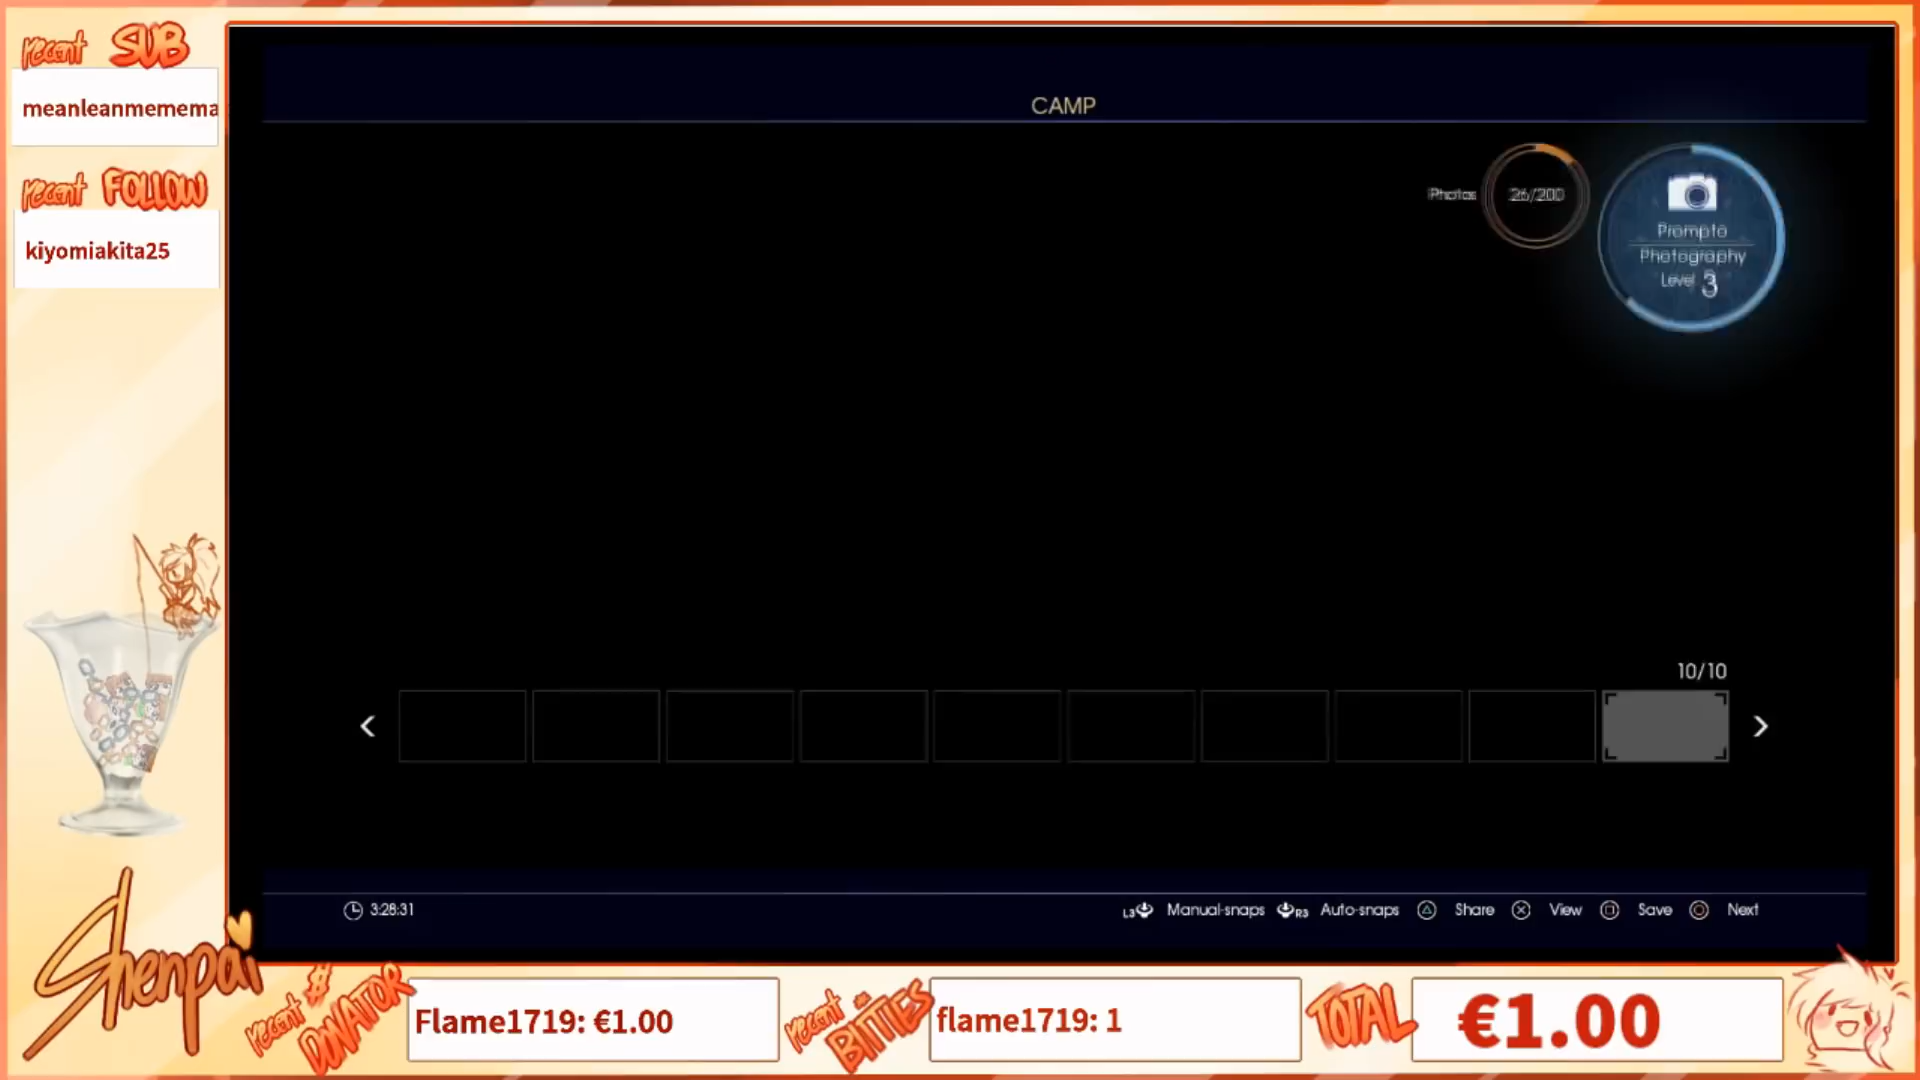 recent SUB
meanleanmemema
recent FOLLOW
kiyomiakita25
CAMP
Photos 26/200
Prompto
Photography
Level 3
10/10
3:28:31
L3 Manual-snaps R3 Auto-snaps Share View Save Next
Shenpai
recent $ DONATOR
Flame1719: €1.00
recent BITTIES
flame1719: 1
TOTAL
€1.00